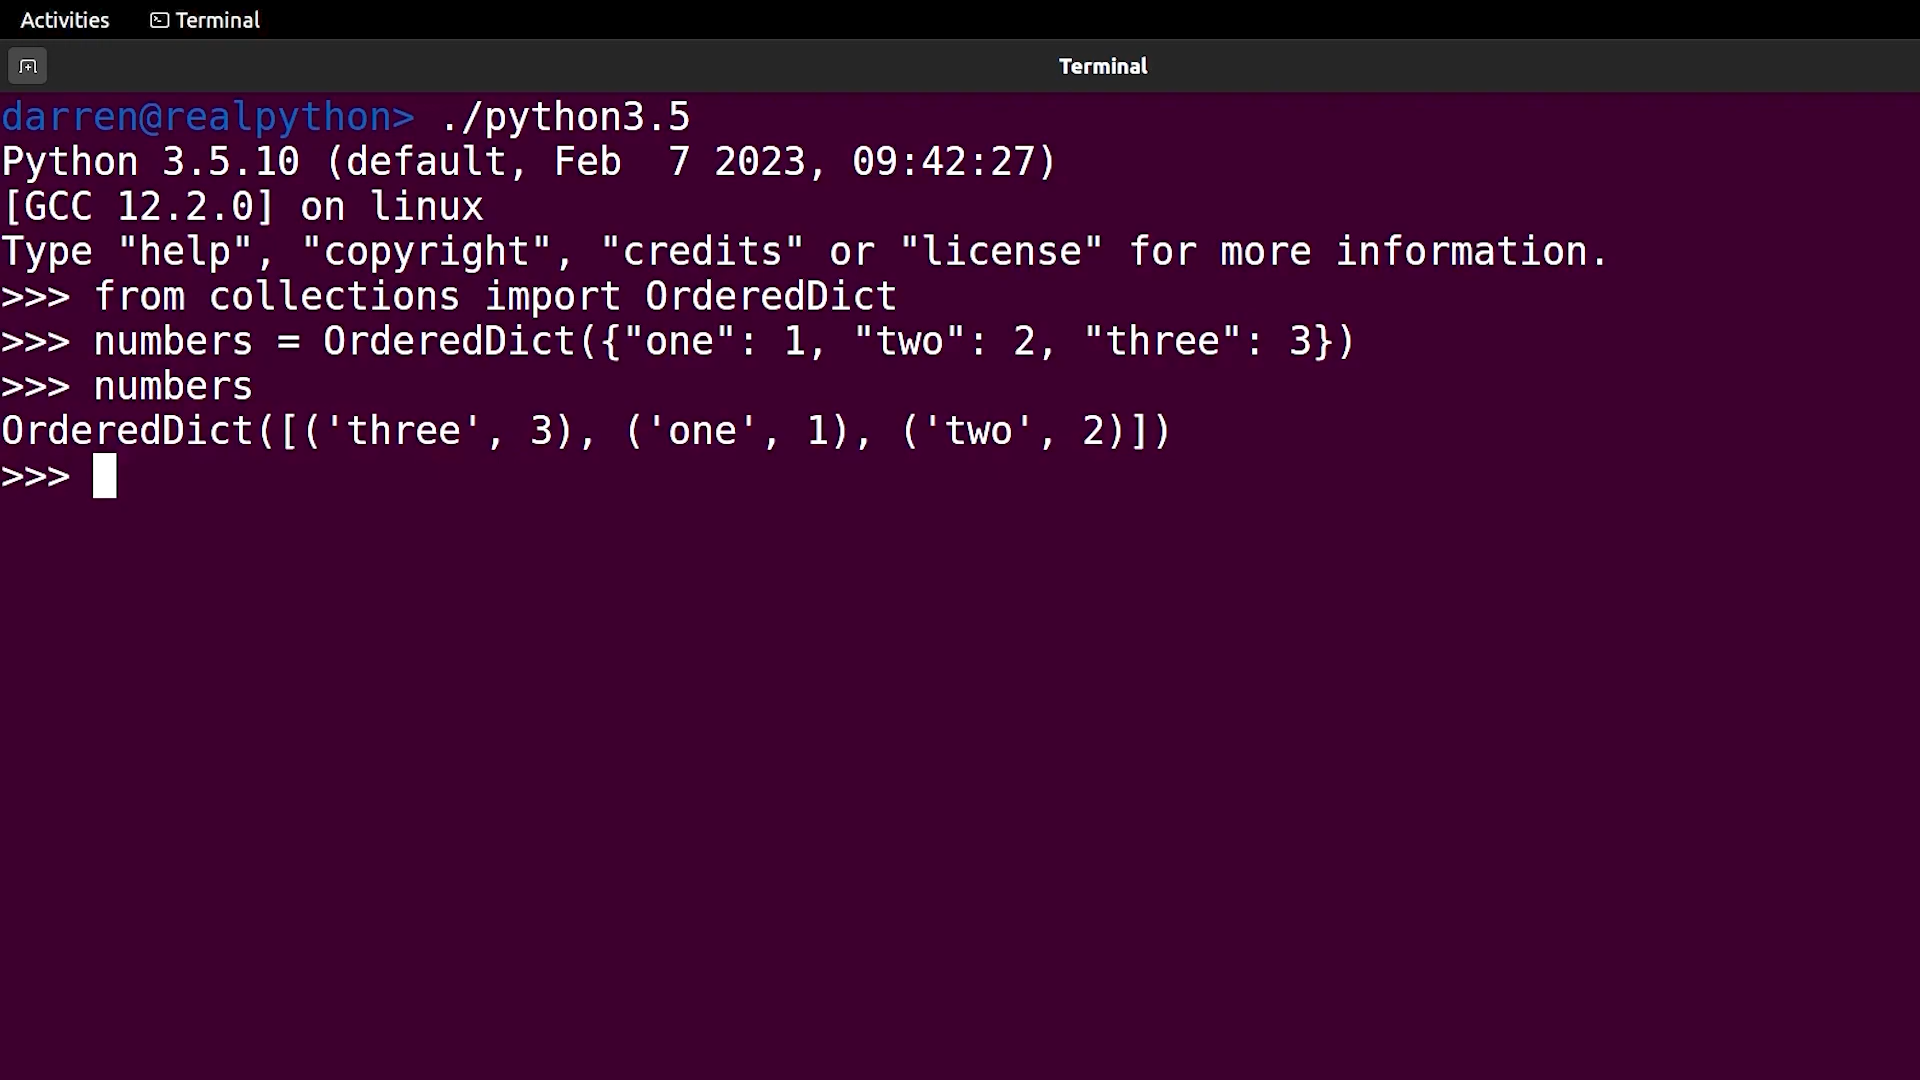 Activities Terminal
Terminal
darren@realpython> ./python3.5
Python 3.5.10 (default, Feb  7 2023, 09:42:27)
[GCC 12.2.0] on linux
Type "help", "copyright", "credits" or "license" for more information.
>>> from collections import OrderedDict
>>> numbers = OrderedDict({"one": 1, "two": 2, "three": 3})
>>> numbers
OrderedDict([('three', 3), ('one', 1), ('two', 2)])
>>>